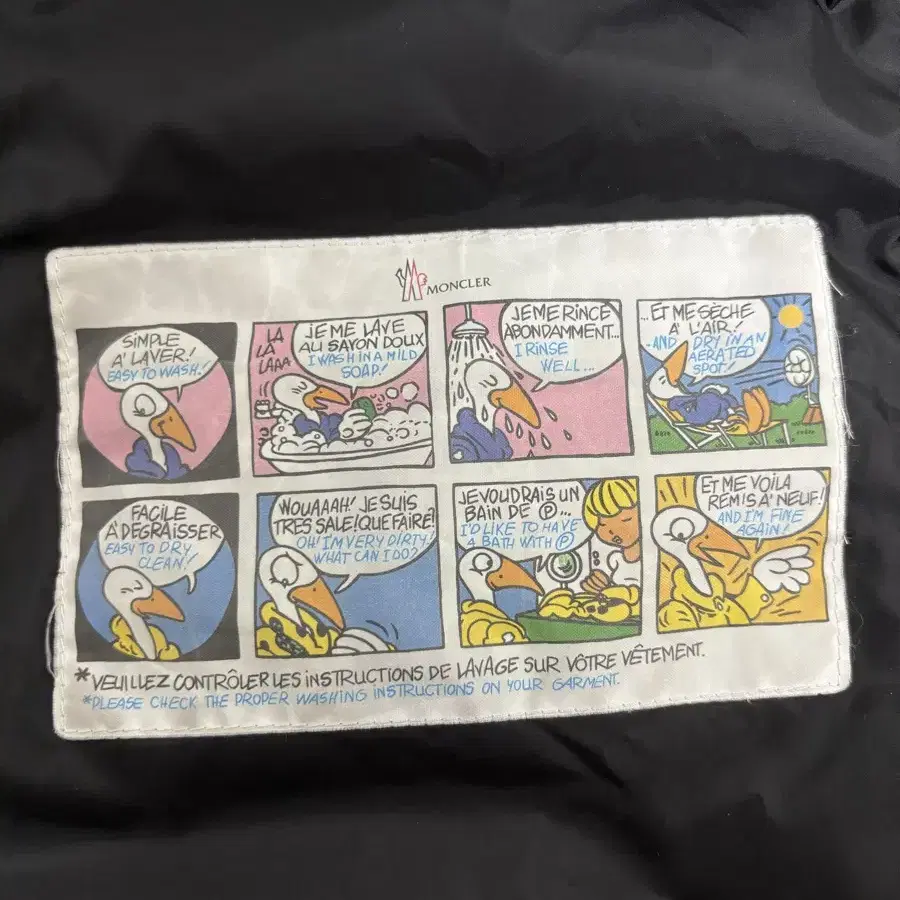 MONCLER
SIMPLE
A' LAVER!
EASY TO WASH!
LA
LA
LAAA
JE ME LAVE
AU SAVON DOUX
I WASH IN A MILD
SOAP!
JE ME RINCE
ABONDAMMENT...
I RINSE
WELL...
...ET ME SÈCHE
A' L'AIR!
-AND I DRY IN AN
AERATED
SPOT!
FACILE
A' DEGRAISSER
EASY TO DRY
CLEAN!
WOUAAAH! JE SUIS
TRES SALE! QUE FAIRE?
OH! I'M VERY DIRTY!
WHAT CAN I DO?
JE VOUDRAIS UN
BAIN DE Ⓟ...
I'D LIKE TO HAVE
A BATH WITH Ⓟ
ET ME VOILA
REMIS A' NEUF!
AND I'M FINE
AGAIN!
*VEUILLEZ CONTRÔLER LES INSTRUCTIONS DE LAVAGE SUR VÔTRE VÊTEMENT.
*PLEASE CHECK THE PROPER WASHING INSTRUCTIONS ON YOUR GARMENT.